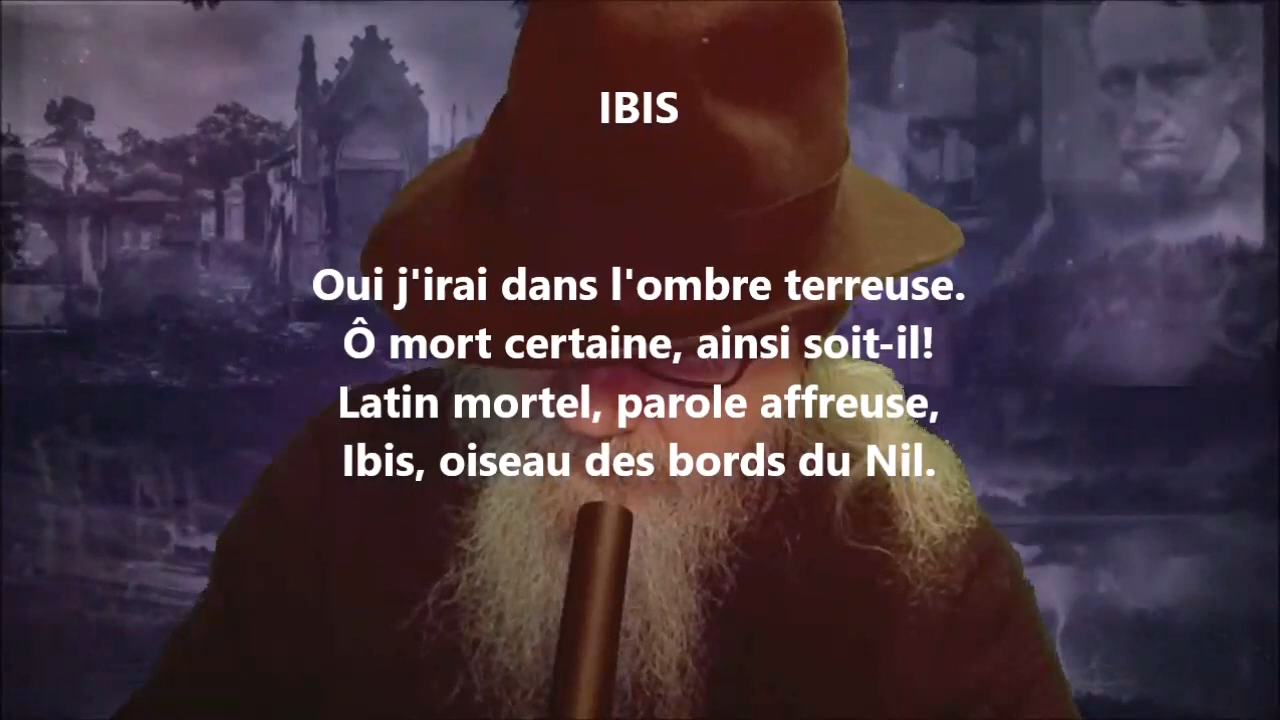 IBIS
Oui j'irai dans l'ombre terreuse.
Ô mort certaine, ainsi soit-il!
Latin mortel, parole affreuse,
Ibis, oiseau des bords du Nil.